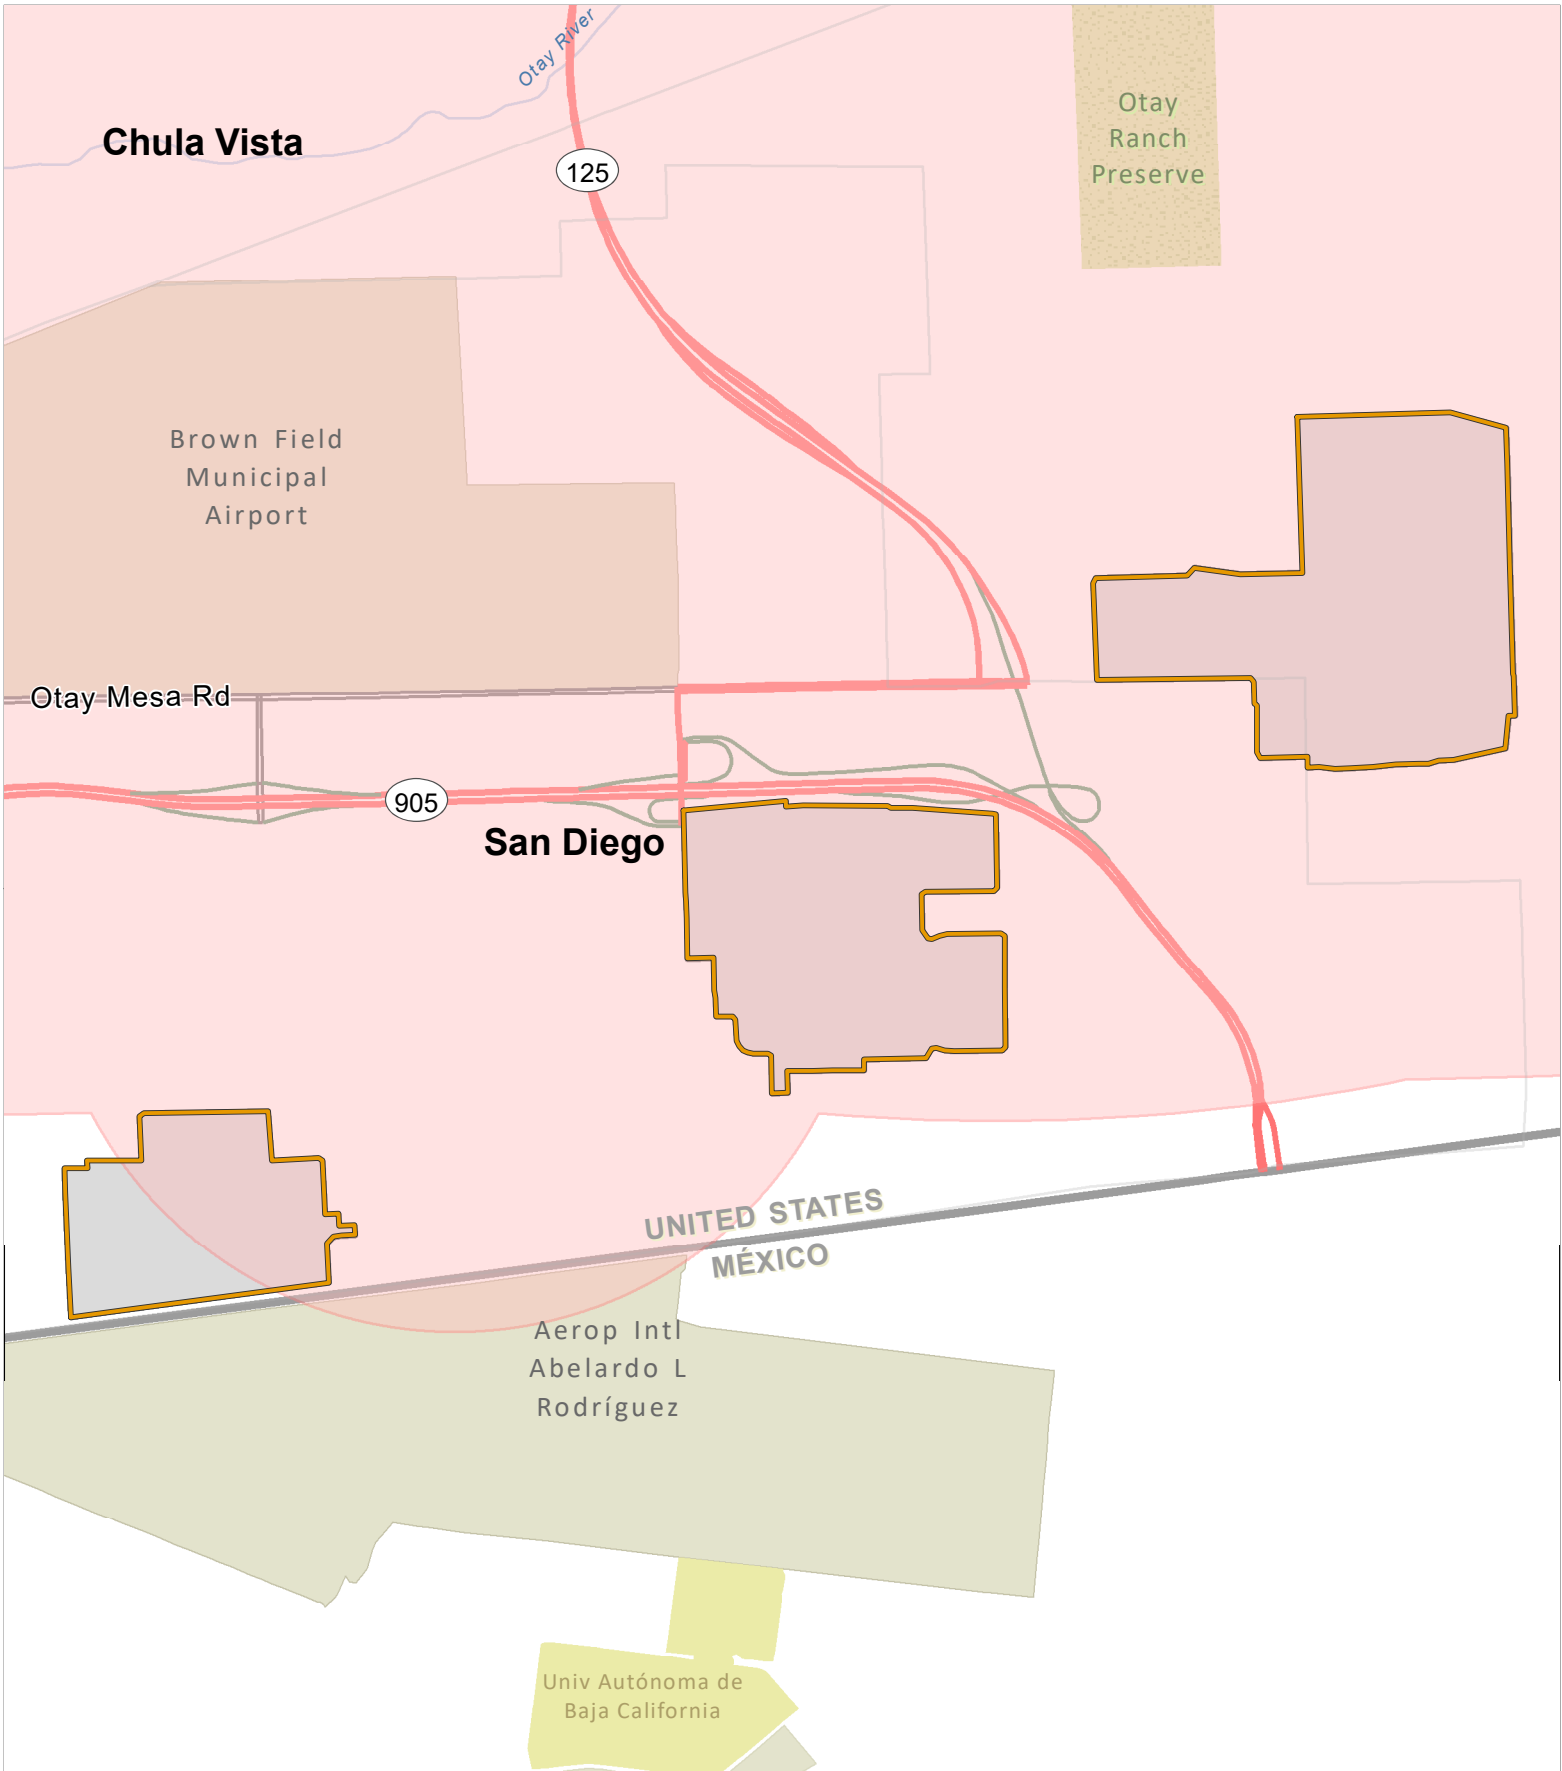 Otay River
Chula Vista
125
Otay
Ranch
Preserve
Brown Field
Municipal
Airport
Otay Mesa Rd
905
San Diego
UNITED STATES
MÉXICO
Aerop Intl
Abelardo L
Rodríguez
Univ Autónoma de
Baja California